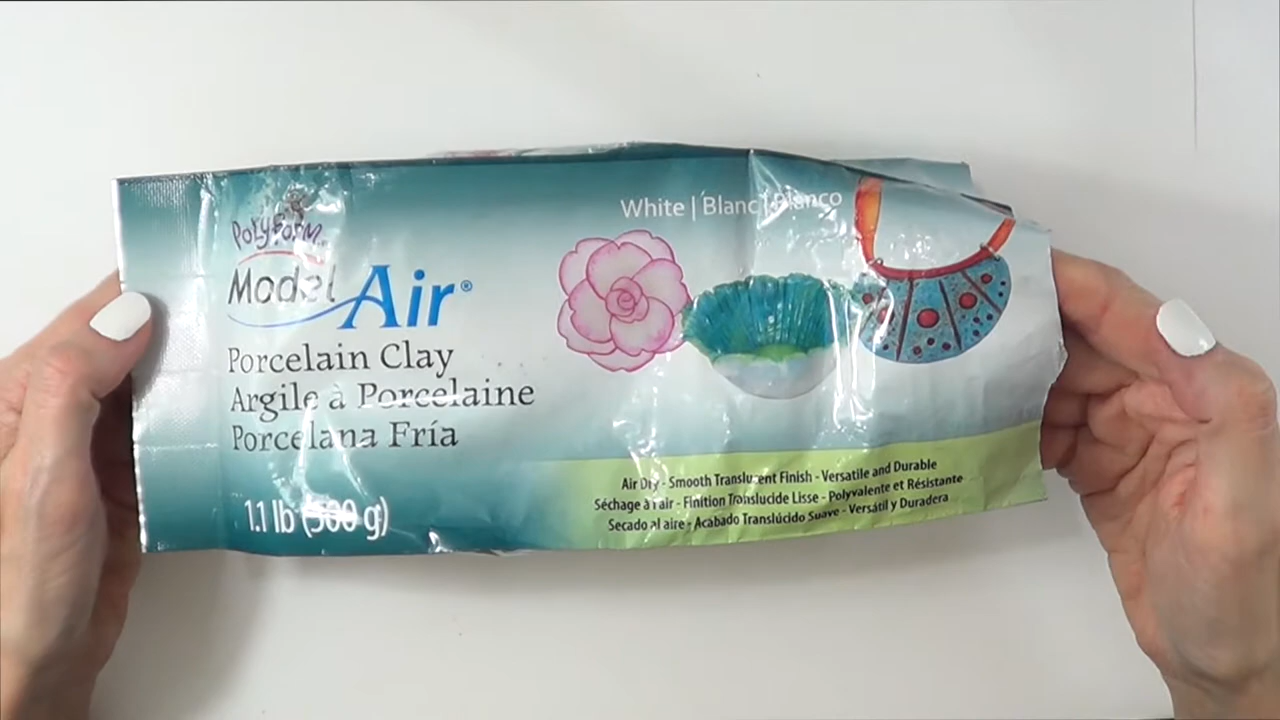 PolyForm
Model Air®
Porcelain Clay
Argile à Porcelaine
Porcelana Fría
1.1 lb (500 g)
White | Blanc | Blanco
Air Dry - Smooth Translucent Finish - Versatile and Durable
Séchage à l'air - Finition Translucide Lisse - Polyvalente et Résistante
Secado al aire - Acabado Translúcido Suave - Versátil y Duradera